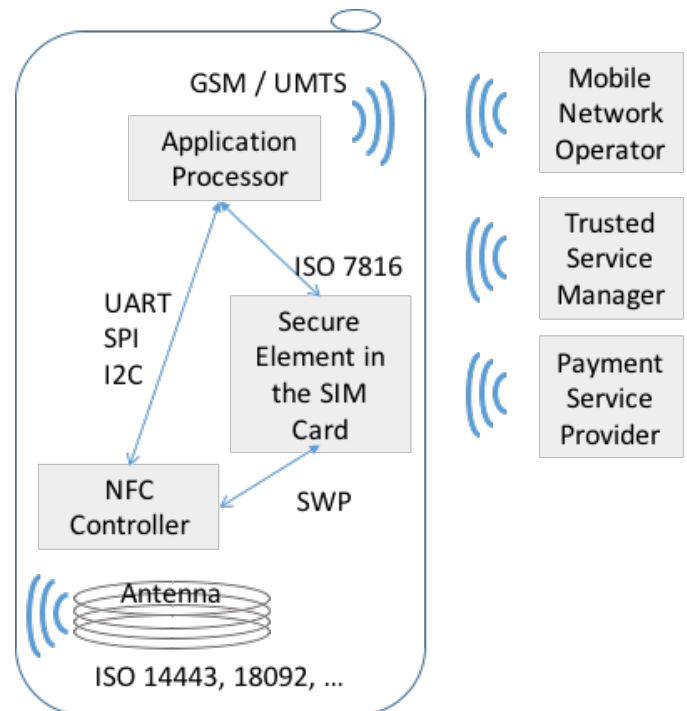 GSM / UMTS
Application
Processor
ISO 7816
UART
SPI
I2C
Secure
Element in
the SIM
Card
NFC
Controller
SWP
Antenna
ISO 14443, 18092, ...
Mobile
Network
Operator
Trusted
Service
Manager
Payment
Service
Provider